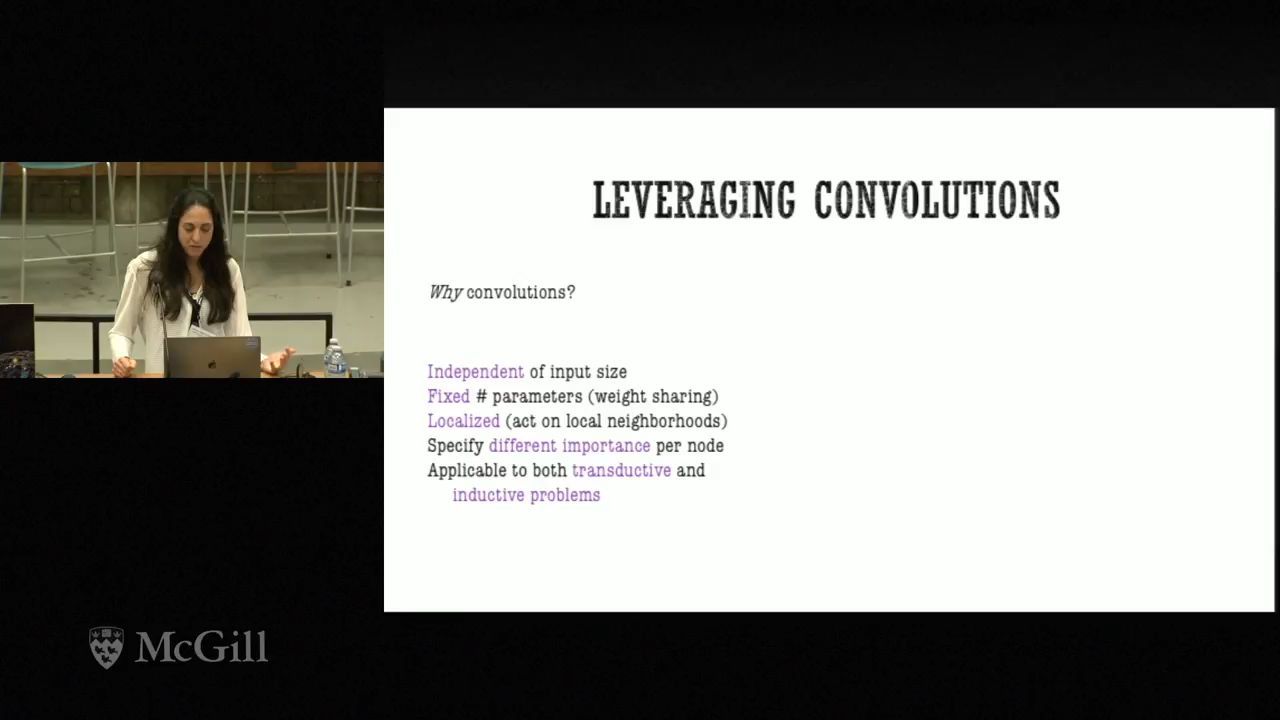 LEVERAGING CONVOLUTIONS
Why convolutions?
Independent of input size
Fixed # parameters (weight sharing)
Localized (act on local neighborhoods)
Specify different importance per node
Applicable to both transductive and
inductive problems
McGill